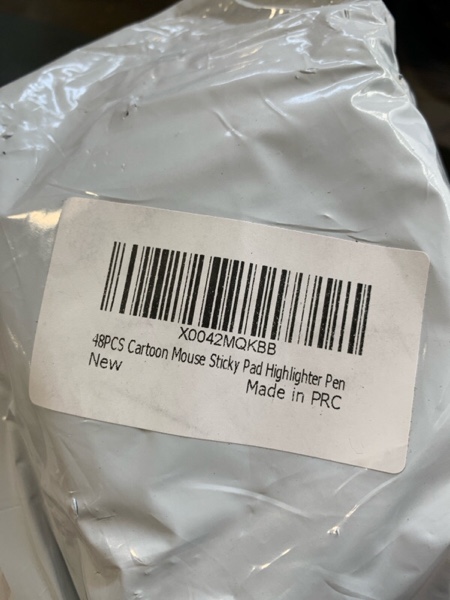 X0042MQKBB
48PCS Cartoon Mouse Sticky Pad Highlighter Pen
New
Made in PRC